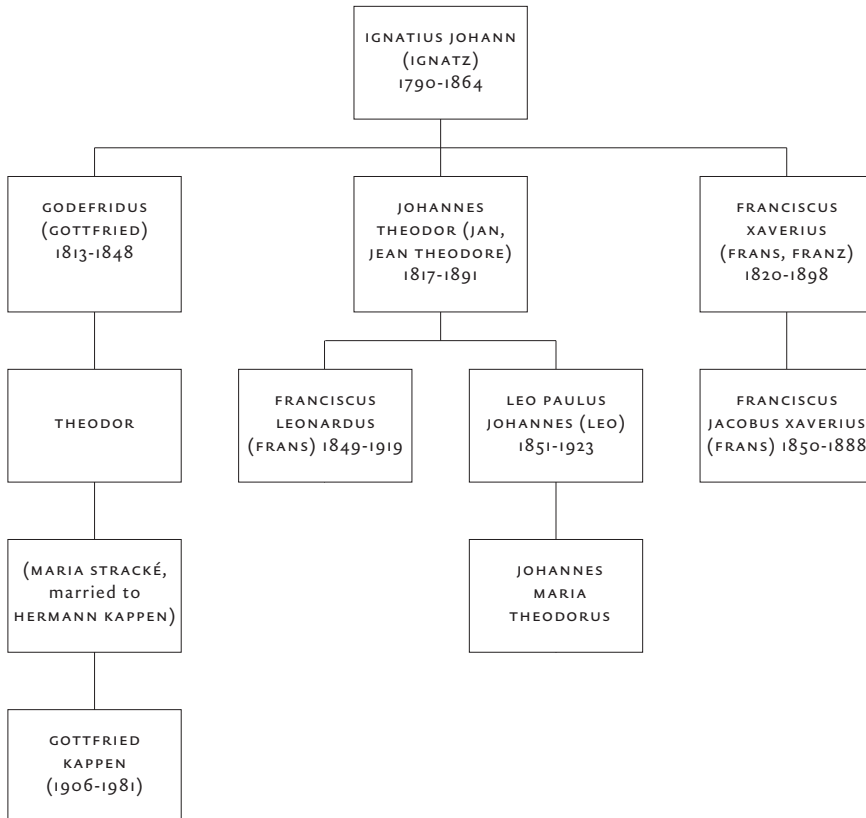 IGNATIUS JOHANN
(IGNATZ)
1790-1864
GODEFRIDUS
(GOTTFRIED)
1813-1848
JOHANNES
THEODOR (JAN,
JEAN THEODORE)
1817-1891
FRANCISCUS
XAVERIUS
(FRANS, FRANZ)
1820-1898
THEODOR
FRANCISCUS
LEONARDUS
(FRANS) 1849-1919
LEO PAULUS
JOHANNES (LEO)
1851-1923
FRANCISCUS
JACOBUS XAVERIUS
(FRANS) 1850-1888
(MARIA STRACKÉ,
married to
HERMANN KAPPEN)
JOHANNES
MARIA
THEODORUS
GOTTFRIED
KAPPEN
(1906-1981)